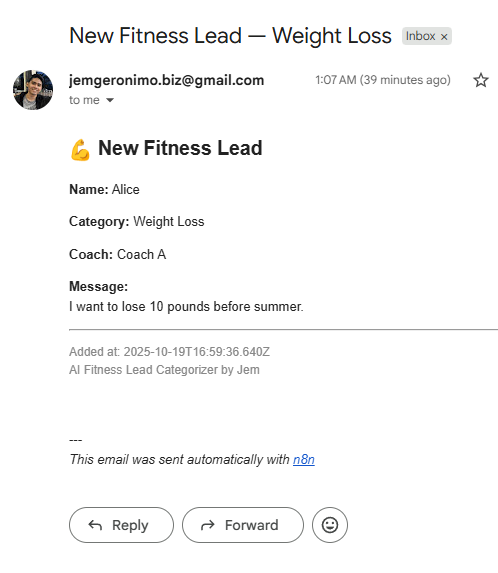 New Fitness Lead — Weight Loss Inbox ×
jemgeronimo.biz@gmail.com 1:07 AM (39 minutes ago)
to me
💪 New Fitness Lead
Name: Alice
Category: Weight Loss
Coach: Coach A
Message:
I want to lose 10 pounds before summer.
Added at: 2025-10-19T16:59:36.640Z
AI Fitness Lead Categorizer by Jem
---
This email was sent automatically with n8n
Reply Forward